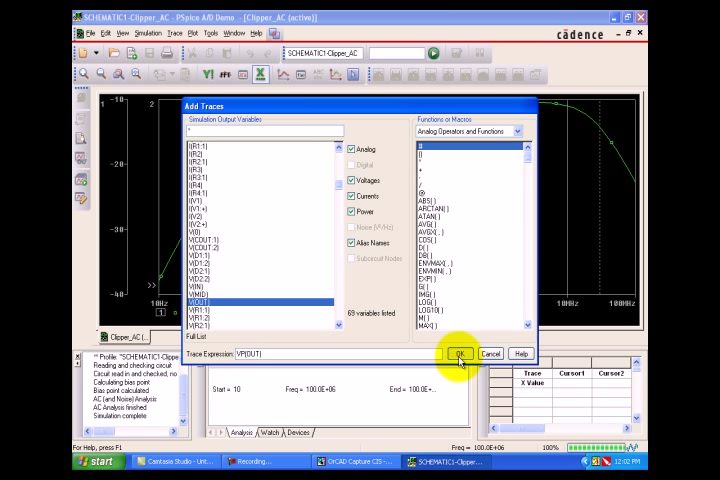 SCHEMATIC1-Clipper_AC - PSpice A/D Demo - [Clipper_AC (active)]
File Edit View Simulation Trace Plot Tools Window Help
cādence
SCHEMATIC1-Clipper_AC
Add Traces
Simulation Output Variables
*
I(R1:1)
I(R2)
I(R2:1)
I(R3)
I(R3:1)
I(R4)
I(R4:1)
I(V1)
I(V1:+)
I(V2)
I(V2:+)
V(0)
V(COUT:1)
V(COUT:2)
V(D1:1)
V(D1:2)
V(D2:1)
V(D2:2)
V(IN)
V(MID)
V(OUT)
V(R1:1)
V(R1:2)
V(R2:1)
Full List
Analog
Digital
Voltages
Currents
Power
Noise (V²/Hz)
Alias Names
Subcircuit Nodes
69 variables listed
Functions or Macros
Analog Operators and Functions
#
()
*
+
-
/
@
ABS( )
ARCTAN( )
ATAN( )
AVG( )
AVGX( , )
COS( )
D( )
DB( )
ENVMAX( , )
ENVMIN( , )
EXP( )
G( )
IMG( )
LOG( )
LOG10( )
M( )
MAX( )
Trace Expression: VP(OUT)
OK
Cancel
Help
1
2
-10
-20
-30
-40
>>
10Hz
1
10MHz
100MHz
Clipper_AC (...
** Profile: "SCHEMATIC1-Clippe
Reading and checking circuit
Circuit read in and checked, no
Calculating bias point
Bias point calculated
AC (and Noise) Analysis
AC Analysis finished
Simulation complete
Start = 10
Freq = 100.0E+06
End = 100.0E+...
Analysis
Watch
Devices
Trace
Cursor1
Cursor2
X Value
For Help, press F1
Freq = 100.0E+06
100%
start
Camtasia Studio - Unt...
Recording...
OrCAD Capture CIS -...
SCHEMATIC1-Clipper...
12:02 PM